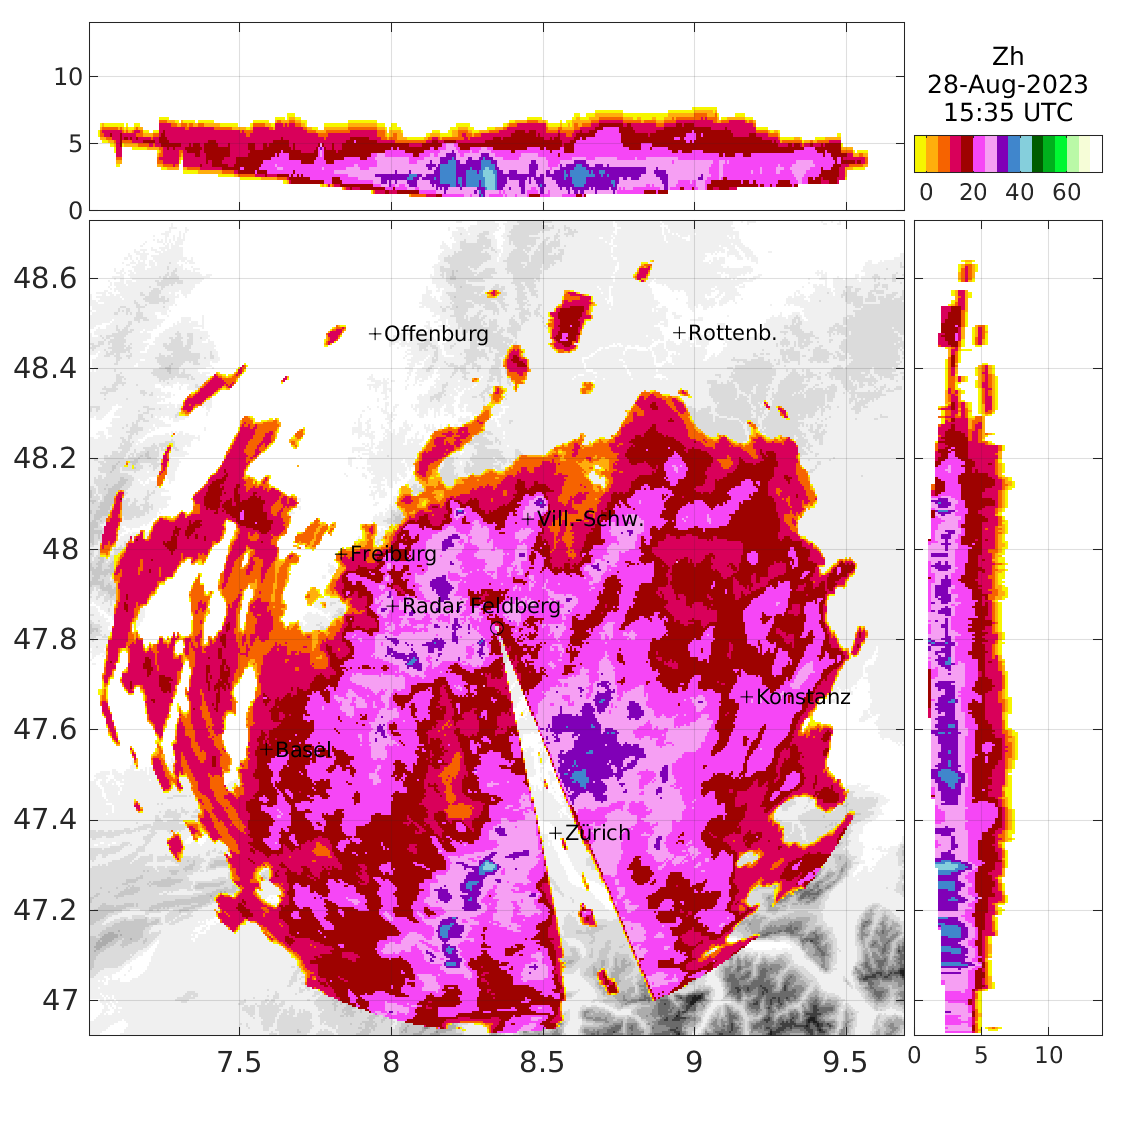 Zh
28-Aug-2023
15:35 UTC
10
5
0
0 20 40 60
48.6
48.4
48.2
48
47.8
47.6
47.4
47.2
47
+Offenburg
+Rottenb.
+Vill.-Schw.
+Freiburg
+Radar Feldberg
+Konstanz
+Basel
+Zürich
7.5 8 8.5 9 9.5
0 5 10